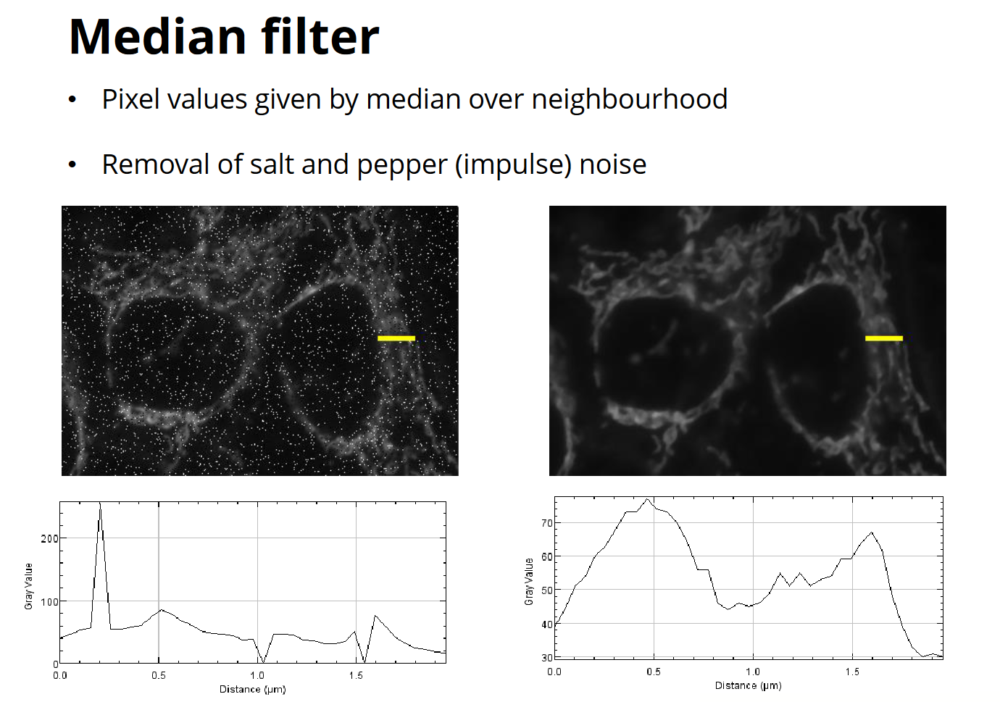 Median filter
• Pixel values given by median over neighbourhood
• Removal of salt and pepper (impulse) noise
200
100
0
Gray Value
0.0 0.5 1.0 1.5
Distance (µm)
70
60
50
40
30
Gray Value
0.0 0.5 1.0 1.5
Distance (µm)